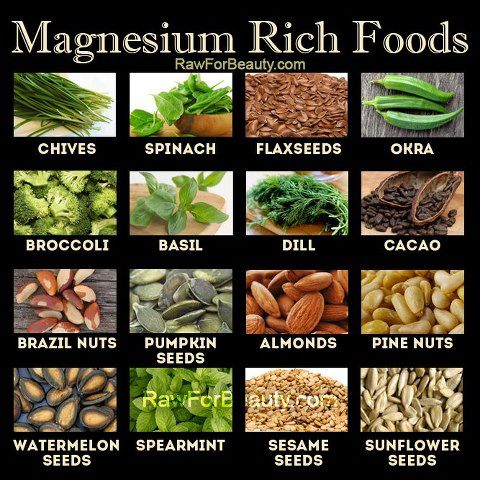 Magnesium Rich Foods
RawForBeauty.com
CHIVES
SPINACH
FLAXSEEDS
OKRA
BROCCOLI
BASIL
DILL
CACAO
BRAZIL NUTS
PUMPKIN
SEEDS
ALMONDS
PINE NUTS
RawForBeauty.com
WATERMELON
SEEDS
SPEARMINT
SESAME
SEEDS
SUNFLOWER
SEEDS